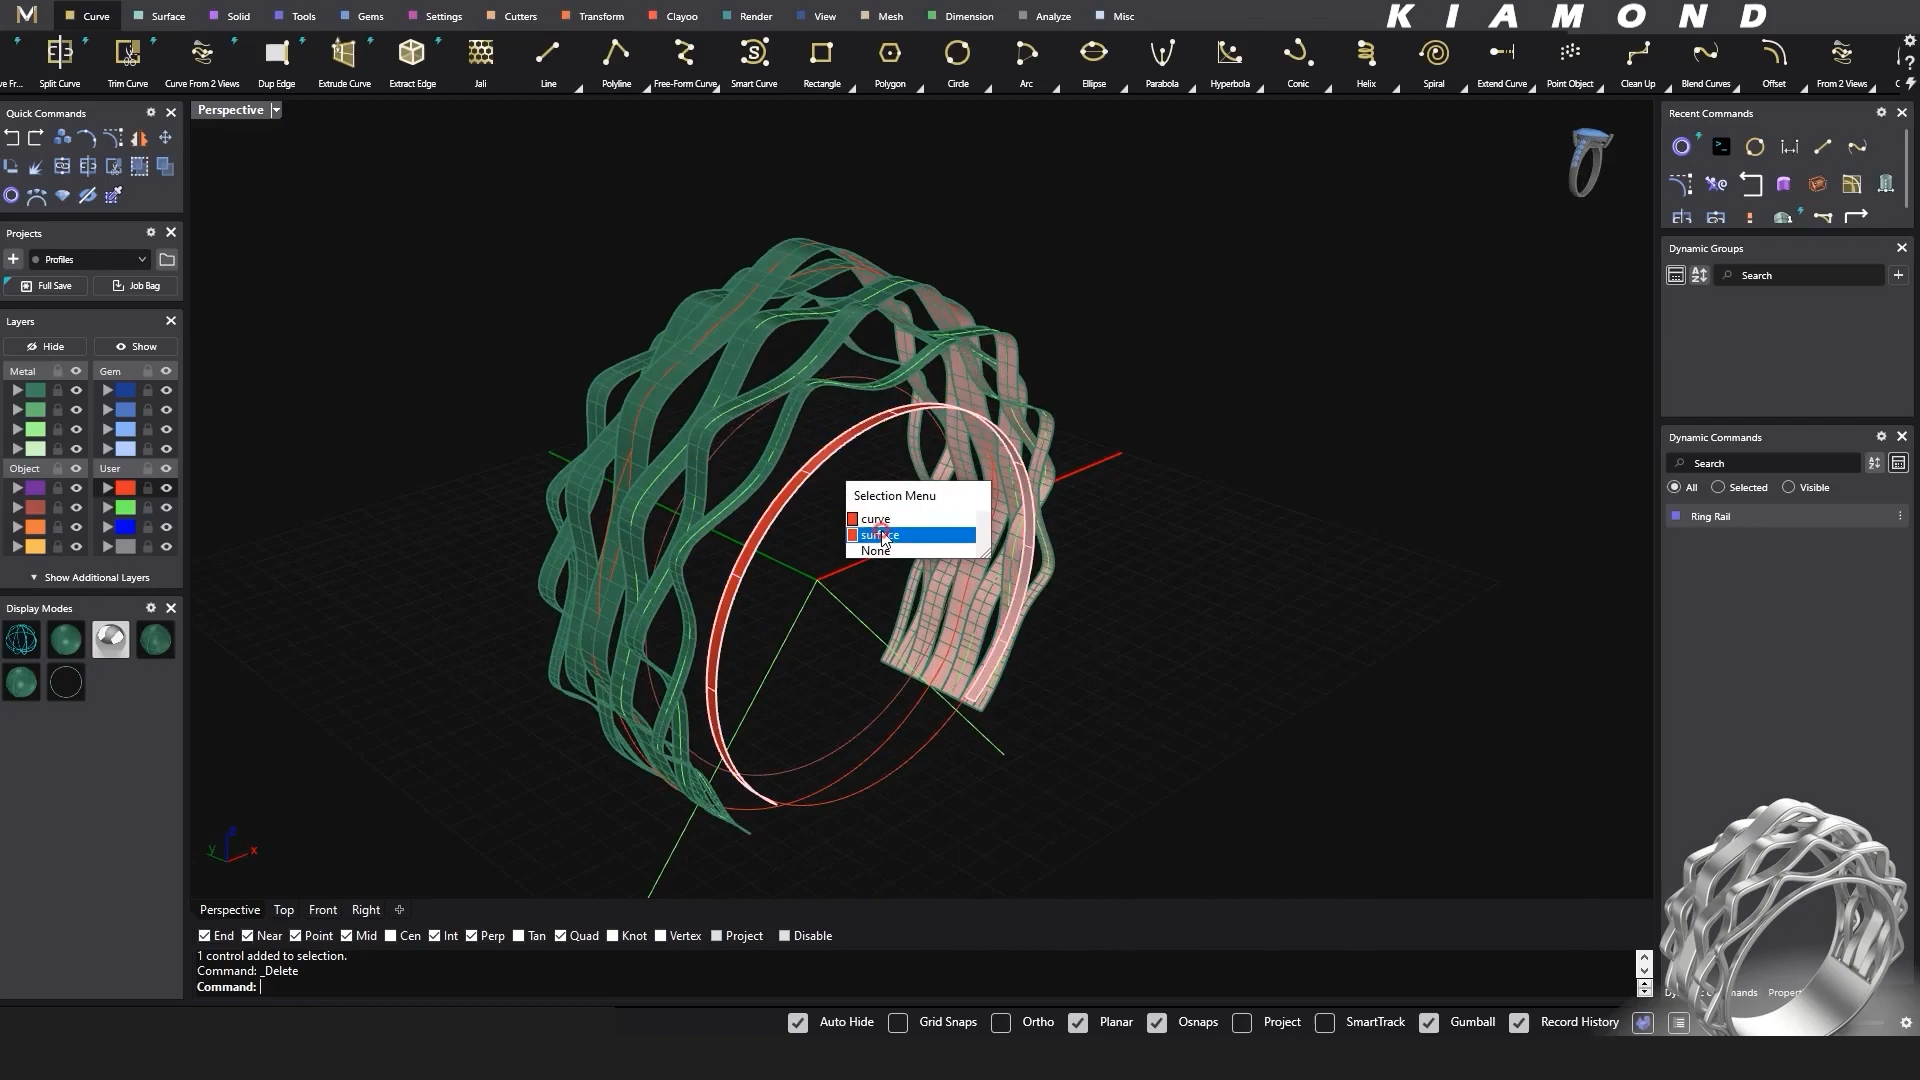 Curve Surface Solid Tools Gems Settings Cutters Transform Clayoo Render View Mesh Dimension Analyze Misc
KIAMOND
Split Curve Trim Curve Curve From 2 Views Dup Edge Extrude Curve Extract Edge Jali Line Polyline Free-Form Curve Smart Curve Rectangle Polygon Circle Arc Ellipse Parabola Hyperbola Conic Helix Spiral Extend Curve Point Object Clean Up Blend Curves Offset From 2 Views
Quick Commands
Projects
Profiles
Full Save Job Bag
Layers
Hide Show
Metal Gem
Object User
Show Additional Layers
Display Modes
Perspective
Selection Menu
curve
surface
None
z
y x
Perspective Top Front Right
End Near Point Mid Cen Int Perp Tan Quad Knot Vertex Project Disable
1 control added to selection.
Command: _Delete
Command:
Auto Hide Grid Snaps Ortho Planar Osnaps Project SmartTrack Gumball Record History
Recent Commands
Dynamic Groups
Search
Dynamic Commands
Search
All Selected Visible
Ring Rail